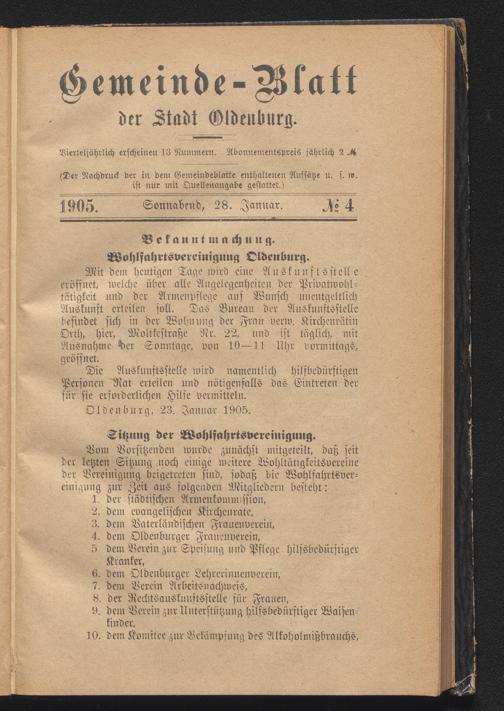 Gemeinde-Blatt
der Stadt Oldenburg.
Vierteljährlich erscheinen 13 Nummern. Abonnementspreis jährlich 2 ℳ
(Der Nachdruck der in dem Gemeindeblatte enthaltenen Aufsätze u. s. w.
ist nur mit Quellenangabe gestattet.)
1905. Sonnabend, 28. Januar. № 4
Bekanntmachung.
Wohlfahrtsvereinigung Oldenburg.
Mit dem heutigen Tage wird eine Auskunftsstelle
eröffnet, welche über alle Angelegenheiten der Privatwohl-
tätigkeit und der Armenpflege auf Wunsch unentgeltlich
Auskunft erteilen soll. Das Bureau der Auskunftsstelle
befindet sich in der Wohnung der Frau verw. Kirchenrätin
Orth, hier, Moltkestraße Nr. 22, und ist täglich, mit
Ausnahme der Sonntage, von 10—11 Uhr vormittags,
geöffnet.
Die Auskunftsstelle wird namentlich hilfsbedürftigen
Personen Rat erteilen und nötigenfalls das Eintreten der
für sie erforderlichen Hilfe vermitteln.
Oldenburg, 23. Januar 1905.
Sitzung der Wohlfahrtsvereinigung.
Vom Vorsitzenden wurde zunächst mitgeteilt, daß seit
der letzten Sitzung noch einige weitere Wohltätigkeitsvereine
der Vereinigung beigetreten sind, sodaß die Wohlfahrtsver-
einigung zur Zeit aus folgenden Mitgliedern besteht:
1. der städtischen Armenkommission,
2. dem evangelischen Kirchenrate,
3. dem Vaterländischen Frauenverein,
4. dem Oldenburger Frauenverein,
5 dem Verein zur Speisung und Pflege hilfsbedürftiger
Kranker,
6. dem Oldenburger Lehrerinnenverein,
7. dem Verein Arbeitsnachweis,
8. der Rechtsauskunftsstelle für Frauen,
9. dem Verein zur Unterstützung hilfsbedürftiger Waisen-
kinder,
10. dem Komitee zur Bekämpfung des Alkoholmißbrauchs,